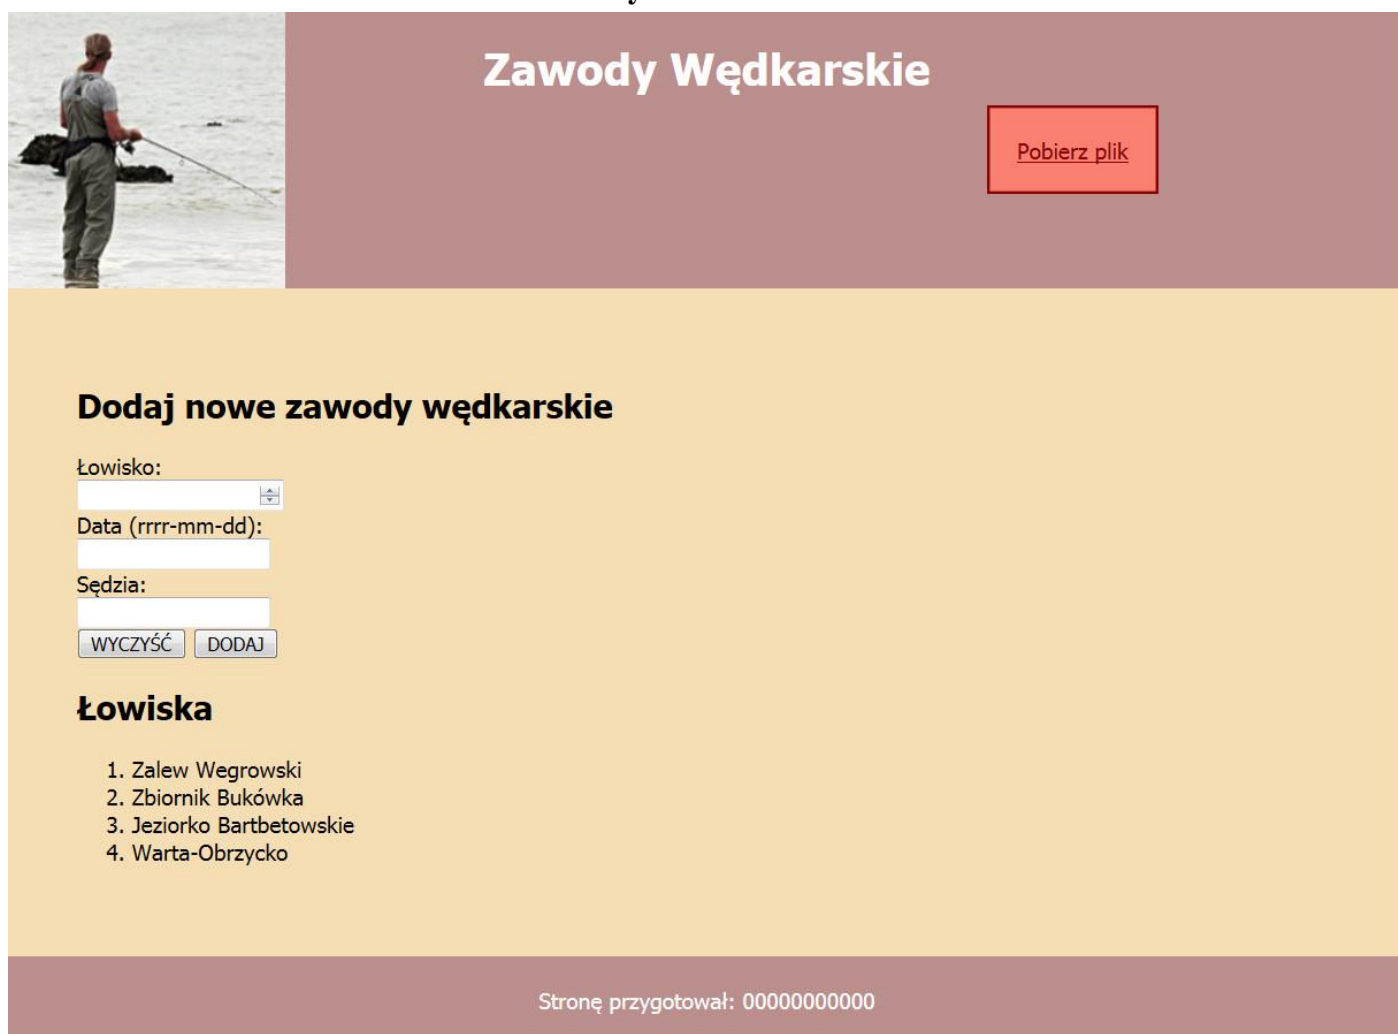 Zawody Wędkarskie
Pobierz plik
Dodaj nowe zawody wędkarskie
Łowisko:
Data (rrrr-mm-dd):
Sędzia:
WYCZYŚĆ DODAJ
Łowiska
1. Zalew Wegrowski
2. Zbiornik Bukówka
3. Jeziorko Bartbetowskie
4. Warta-Obrzycko
Stronę przygotował: 00000000000